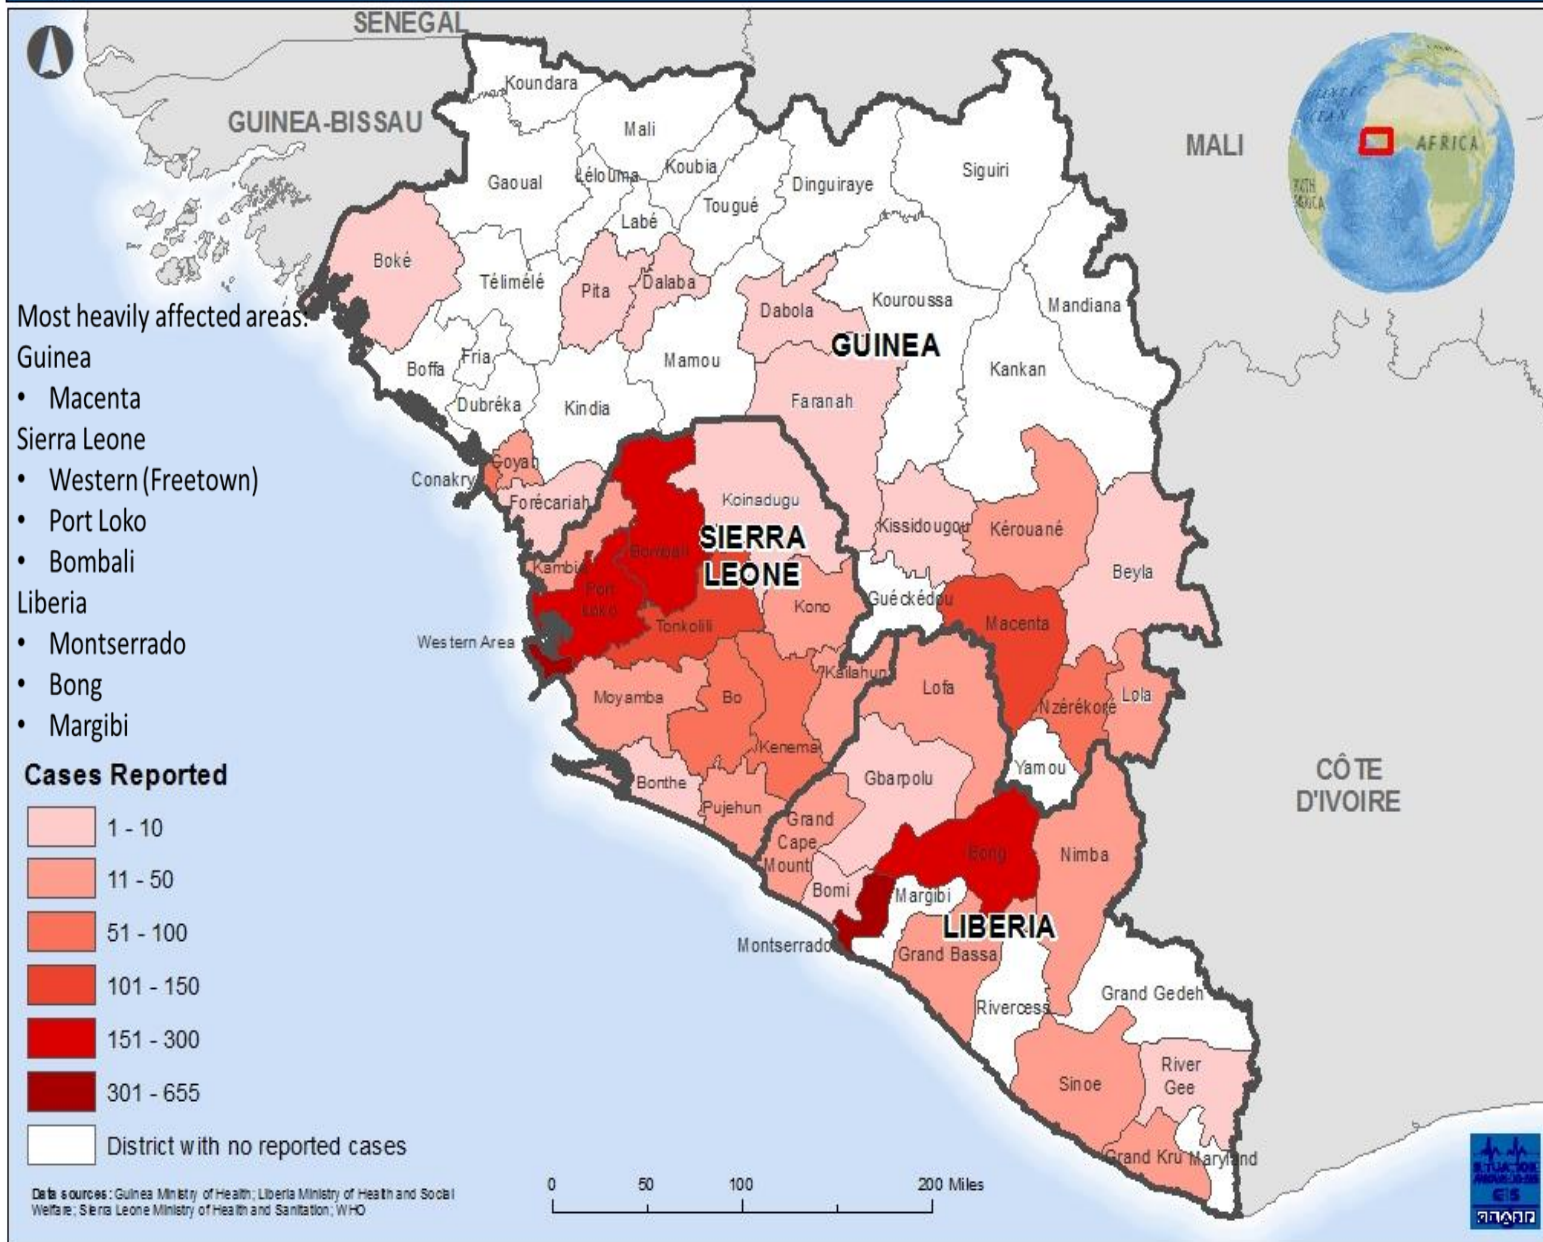 SENEGAL
GUINEA-BISSAU
MALI
CÔTE
D'IVOIRE
ATLANTIC
OCEAN
AFRICA
Koundara
Mali
Koubia
Lélouma
Gaoual
Labé
Tougué
Dinguiraye
Siguiri
Boké
Télimélé
Pita
Dalaba
Dabola
Kouroussa
Mandiana
GUINEA
Boffa
Fria
Mamou
Kankan
Dubréka
Kindia
Faranah
Conakry
Coyah
Forécariah
Koinadugu
Kissidougou
Kérouané
SIERRA
LEONE
Bombali
Kambia
Port
Loko
Kono
Guéckédou
Beyla
Macenta
Tonkolili
Western Area
Moyamba
Bo
Kailahun
Lofa
Nzérékoré
Lola
Kenema
Yamou
Bonthe
Pujehun
Gbarpolu
Grand
Cape
Mount
Bong
Nimba
Bomi
Margibi
LIBERIA
Montserrado
Grand Bassa
Rivercess
Grand Gedeh
Sinoe
River
Gee
Grand Kru
Maryland
Most heavily affected areas:
Guinea
• Macenta
Sierra Leone
• Western (Freetown)
• Port Loko
• Bombali
Liberia
• Montserrado
• Bong
• Margibi
Cases Reported
1 - 10
11 - 50
51 - 100
101 - 150
151 - 300
301 - 655
District with no reported cases
Data sources: Guinea Ministry of Health; Liberia Ministry of Health and Social
Welfare; Sierra Leone Ministry of Health and Sanitation; WHO
0 50 100 200 Miles